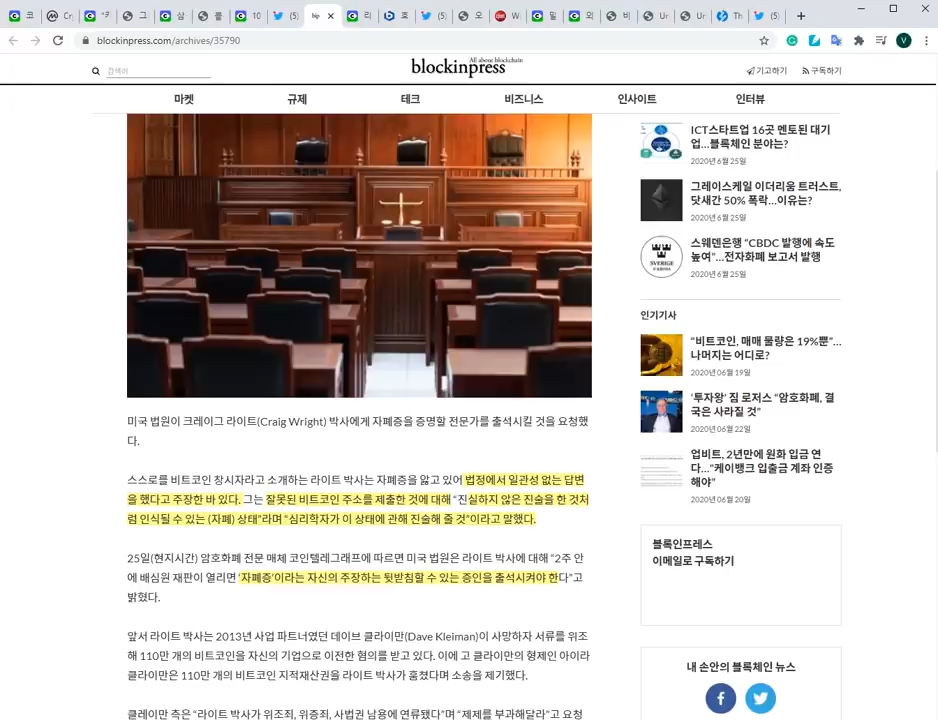 코
Cr
"키
그
삼
플
10
(5)
리
호
(5)
오
W
밀
외
비
Ur
Ur
Th
(5)
blockinpress.com/archives/35790
V
검색어
All about blockchain
blockinpress
기고하기
구독하기
마켓
규제
테크
비즈니스
인사이트
인터뷰
미국 법원이 크레이그 라이트(Craig Wright) 박사에게 자폐증을 증명할 전문가를 출석시킬 것을 요청했
다.
스스로를 비트코인 창시자라고 소개하는 라이트 박사는 자폐증을 앓고 있어 법정에서 일관성 없는 답변
을 했다고 주장한 바 있다. 그는 잘못된 비트코인 주소를 제출한 것에 대해 “진실하지 않은 진술을 한 것처
럼 인식될 수 있는 (자폐) 상태”라며 “심리학자가 이 상태에 관해 진술해 줄 것”이라고 말했다.
25일(현지시간) 암호화폐 전문 매체 코인텔레그래프에 따르면 미국 법원은 라이트 박사에 대해 “2주 안
에 배심원 재판이 열리면 ‘자폐증’이라는 자신의 주장하는 뒷받침할 수 있는 증인을 출석시켜야 한다”고
밝혔다.
앞서 라이트 박사는 2013년 사업 파트너였던 데이브 클라이만(Dave Kleiman)이 사망하자 서류를 위조
해 110만 개의 비트코인을 자신의 기업으로 이전한 혐의를 받고 있다. 이에 고 클라이만의 형제인 아이라
클라이만은 110만 개의 비트코인 지적재산권을 라이트 박사가 훔쳤다며 소송을 제기했다.
클레이만 측은 “라이트 박사가 위조죄, 위증죄, 사법권 남용에 연류됐다”며 “제제를 부과해달라”고 요청
ICT스타트업 16곳 멘토된 대기
업…블록체인 분야는?
2020년 6월 25일
그레이스케일 이더리움 트러스트,
닷새간 50% 폭락…이유는?
2020년 6월 25일
SVERIGE
스웨덴은행 “CBDC 발행에 속도
높여”…전자화폐 보고서 발행
2020년 6월 25일
인기기사
“비트코인, 매매 물량은 19%뿐”…
나머지는 어디로?
2020년 06월 19일
‘투자왕’ 짐 로저스 “암호화폐, 결
국은 사라질 것”
2020년 06월 22일
업비트, 2년만에 원화 입금 연
다…”케이뱅크 입출금 계좌 인증
해야”
2020년 06월 20일
블록인프레스
이메일로 구독하기
내 손안의 블록체인 뉴스